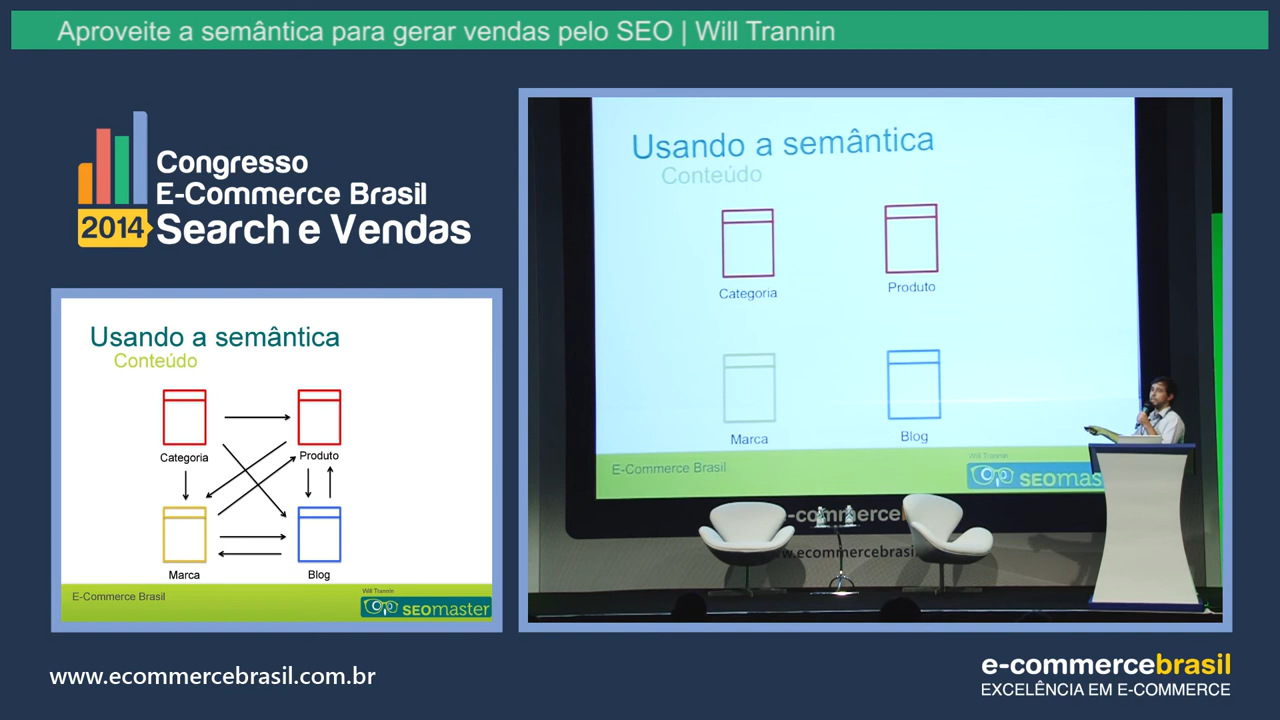 Aproveite a semântica para gerar vendas pelo SEO | Will Trannin
Congresso
E-Commerce Brasil
2014 Search e Vendas
Usando a semântica
Conteúdo
Categoria
Produto
Marca
Blog
E-Commerce Brasil
Will Trannin
SEOmaster
Usando a semântica
Conteúdo
Categoria
Produto
Marca
Blog
E-Commerce Brasil
Will Trannin
SEOmas
e-commerce
w.ecommercebrasil
www.ecommercebrasil.com.br
e-commercebrasil
EXCELÊNCIA EM E-COMMERCE